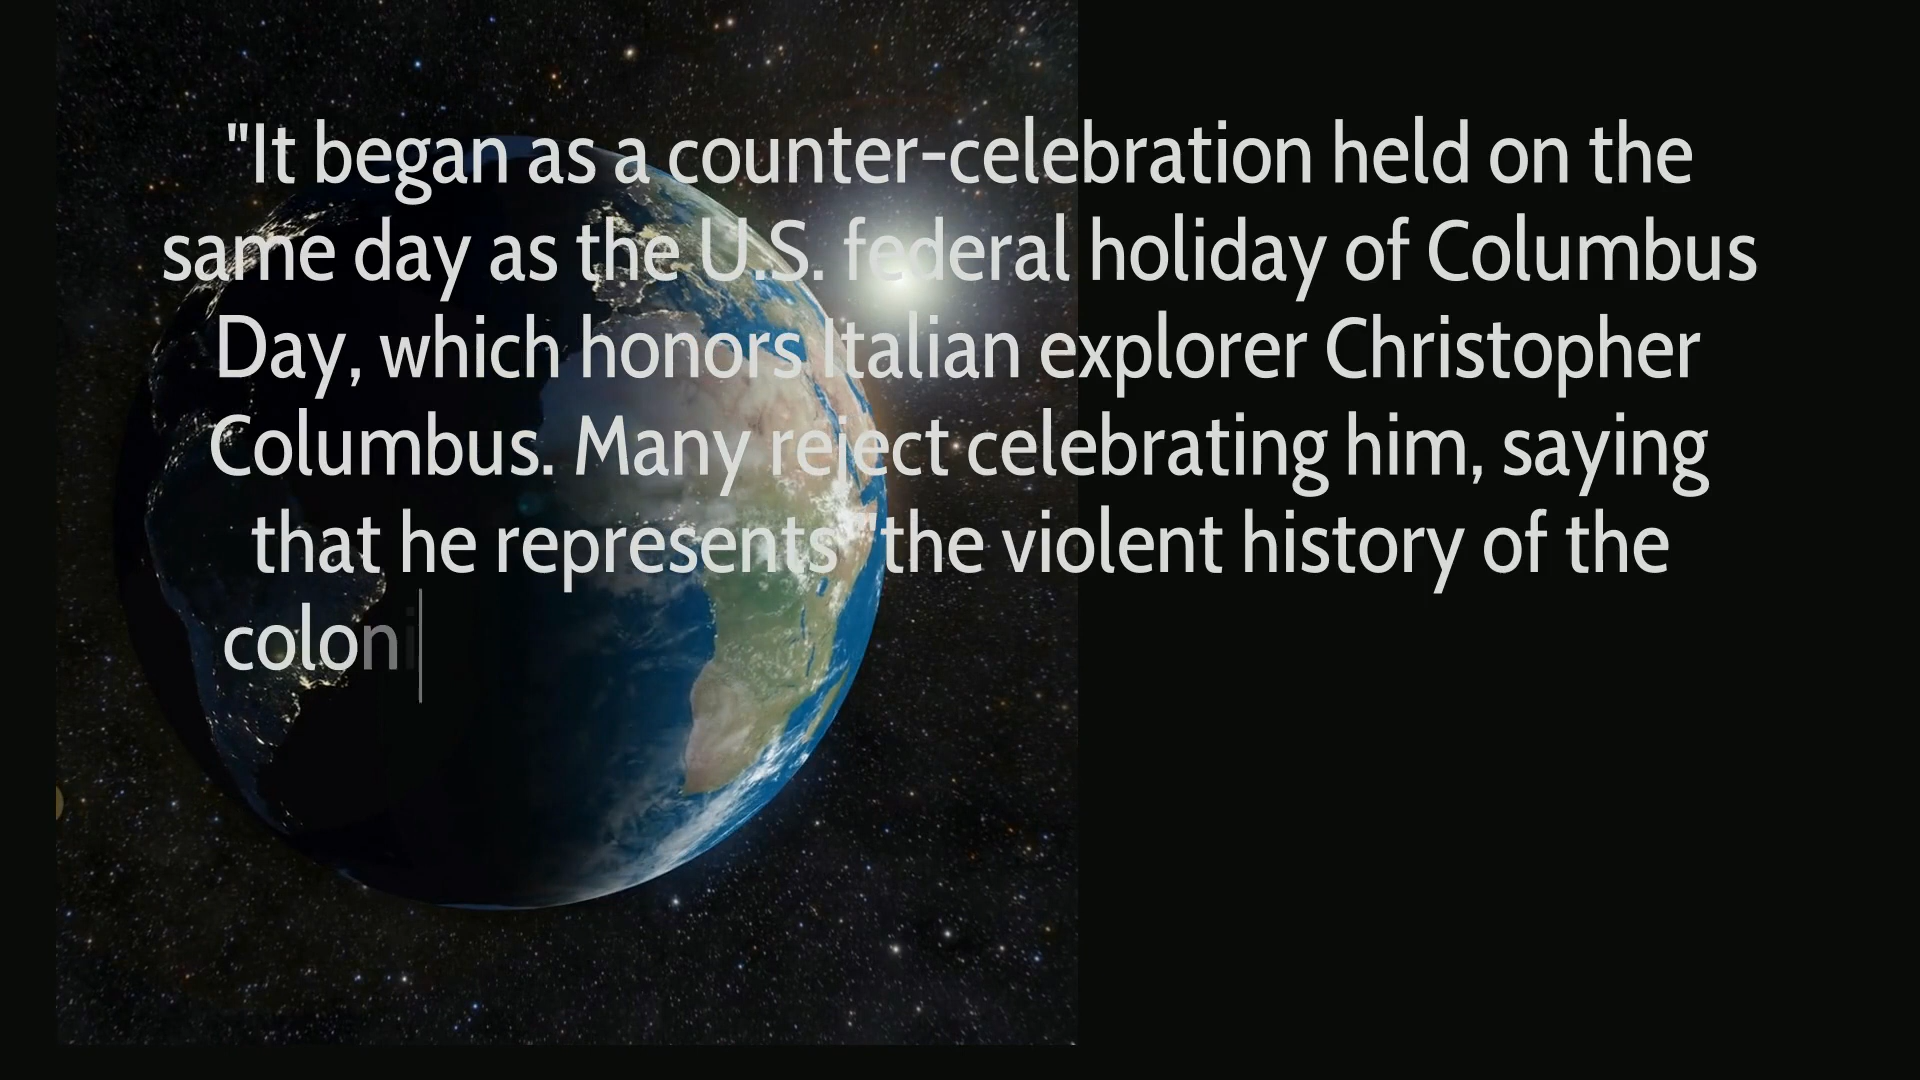 "It began as a counter-celebration held on the
same day as the U.S. federal holiday of Columbus
Day, which honors Italian explorer Christopher
Columbus. Many reject celebrating him, saying
that he represents "the violent history of the
coloni